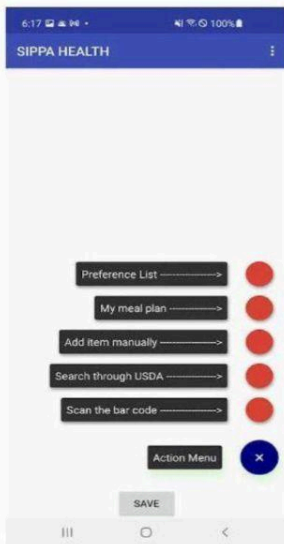 6:17 100%
SIPPA HEALTH
Preference List ---------------->
My meal plan --------------->
Add item manually --------------->
Search through USDA --------------->
Scan the bar code --------------->
Action Menu
SAVE